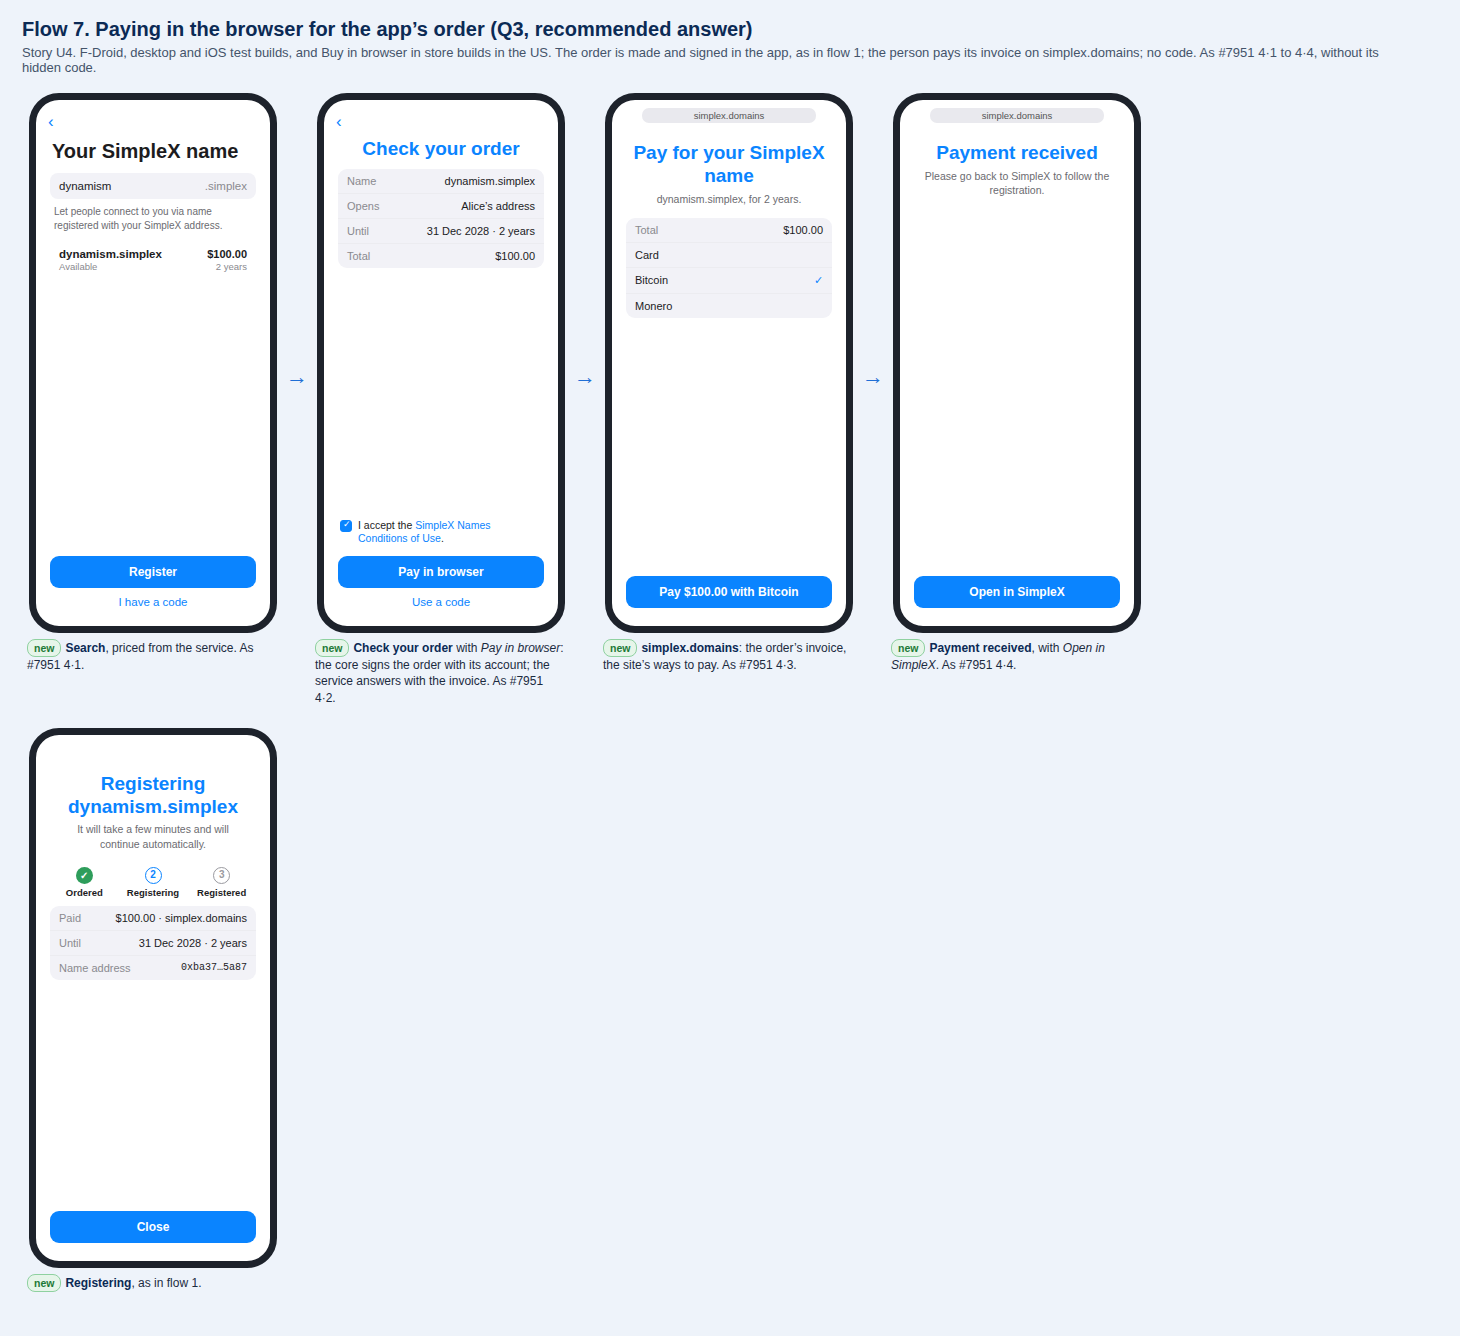 Flow 7. Paying in the browser for the app’s order (Q3, recommended answer)
Story U4. F-Droid, desktop and iOS test builds, and Buy in browser in store builds in the US. The order is made and signed in the app, as in flow 1; the person pays its invoice on simplex.domains; no code. As #7951 4·1 to 4·4, without its
hidden code.
‹
Your SimpleX name
dynamism .simplex
Let people connect to you via name
registered with your SimpleX address.
dynamism.simplex $100.00
Available 2 years
Register
I have a code
new Search, priced from the service. As
#7951 4·1.
→
‹
Check your order
Name dynamism.simplex
Opens Alice’s address
Until 31 Dec 2028 · 2 years
Total $100.00
✓ I accept the SimpleX Names
Conditions of Use.
Pay in browser
Use a code
new Check your order with Pay in browser:
the core signs the order with its account; the
service answers with the invoice. As #7951
4·2.
→
simplex.domains
Pay for your SimpleX
name
dynamism.simplex, for 2 years.
Total $100.00
Card
Bitcoin ✓
Monero
Pay $100.00 with Bitcoin
new simplex.domains: the order’s invoice,
the site’s ways to pay. As #7951 4·3.
→
simplex.domains
Payment received
Please go back to SimpleX to follow the
registration.
Open in SimpleX
new Payment received, with Open in
SimpleX. As #7951 4·4.
Registering
dynamism.simplex
It will take a few minutes and will
continue automatically.
✓ 2 3
Ordered Registering Registered
Paid $100.00 · simplex.domains
Until 31 Dec 2028 · 2 years
Name address 0xba37…5a87
Close
new Registering, as in flow 1.